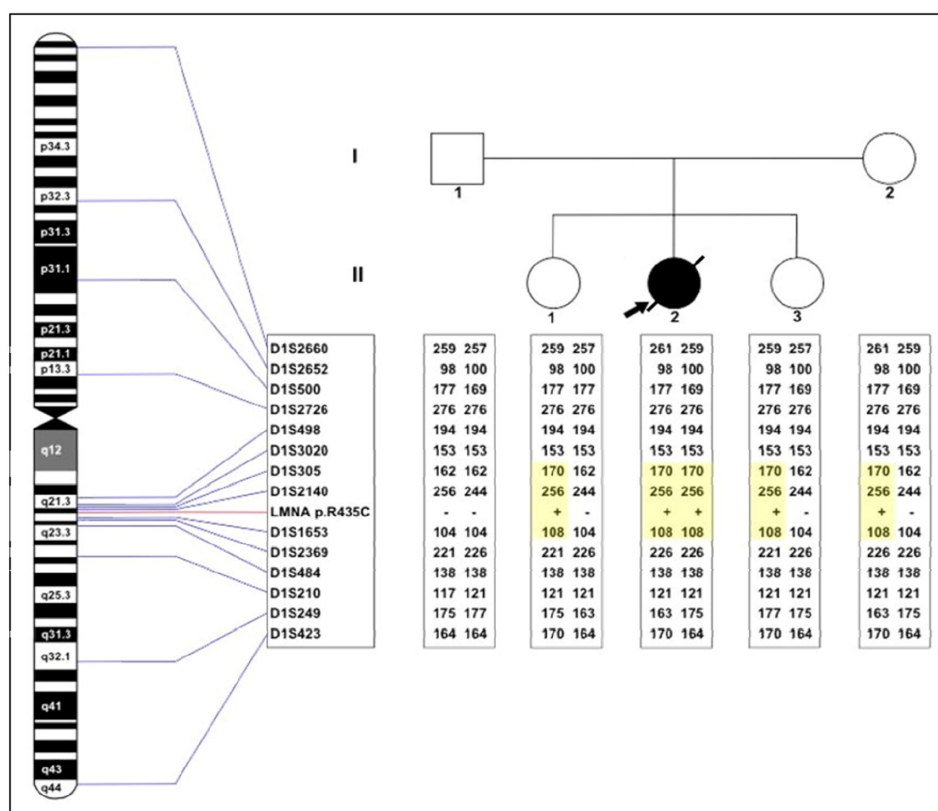 p34.3
p32.3
p31.3
p31.1
p21.3
p21.1
p13.3
q12
q21.3
q23.3
q25.3
q31.3
q32.1
q41
q43
q44
I
1
2
II
1
2
3
D1S2660 259 257 259 257 261 259 259 257 261 259
D1S2652 98 100 98 100 98 100 98 100 98 100
D1S500 177 169 177 177 177 169 177 169 177 169
D1S2726 276 276 276 276 276 276 276 276 276 276
D1S498 194 194 194 194 194 194 194 194 194 194
D1S3020 153 153 153 153 153 153 153 153 153 153
D1S305 162 162 170 162 170 170 170 162 170 162
D1S2140 256 244 256 244 256 256 256 244 256 244
LMNA p.R435C - - + - + + + - + -
D1S1653 104 104 108 104 108 108 108 104 108 104
D1S2369 221 226 221 226 226 226 221 226 226 226
D1S484 138 138 138 138 138 138 138 138 138 138
D1S210 117 121 121 121 121 121 121 121 121 121
D1S249 175 177 175 163 163 175 177 175 163 175
D1S423 164 164 170 164 170 164 170 164 170 164